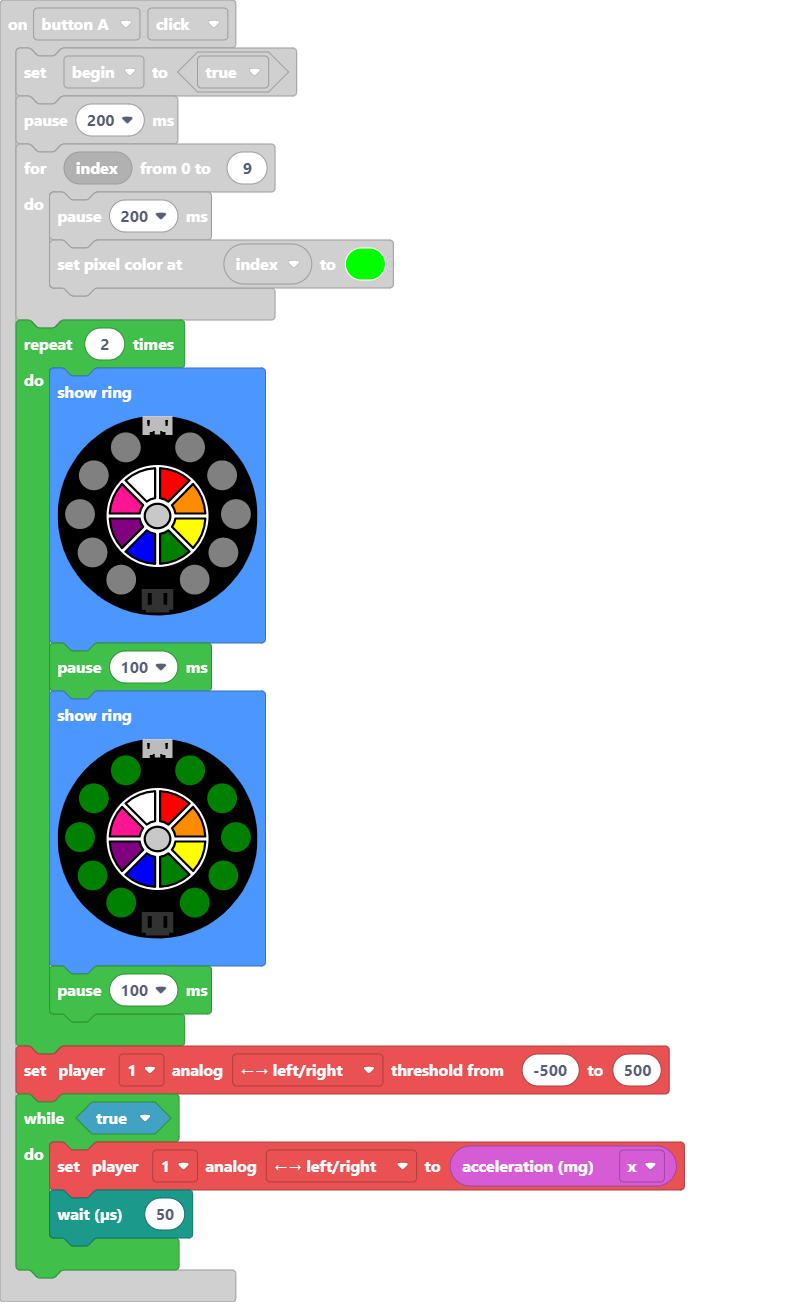 on button A click
set begin to true
pause 200 ms
for index from 0 to 9
do
pause 200 ms
set pixel color at index to
repeat 2 times
do
show ring
pause 100 ms
show ring
pause 100 ms
set player 1 analog ←→ left/right threshold from -500 to 500
while true
do
set player 1 analog ←→ left/right to acceleration (mg) x
wait (µs) 50